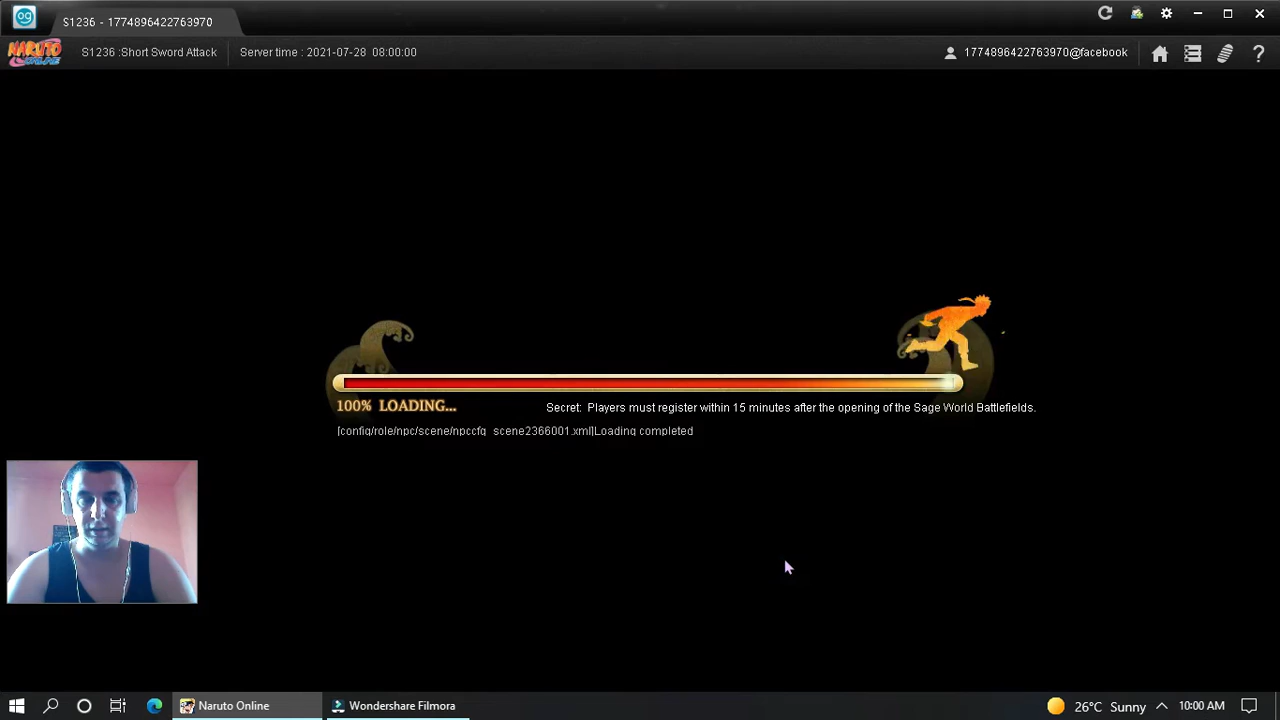 S1236 - 1774896422763970
NARUTO
ONLINE
S1236 :Short Sword Attack
Server time : 2021-07-28 08:00:00
1774896422763970@facebook
100% LOADING...
Secret: Players must register within 15 minutes after the opening of the Sage World Battlefields.
[config/role/npc/scene/npccfg_scene2366001.xml]Loading completed
Naruto Online
Wondershare Filmora
26°C Sunny
10:00 AM